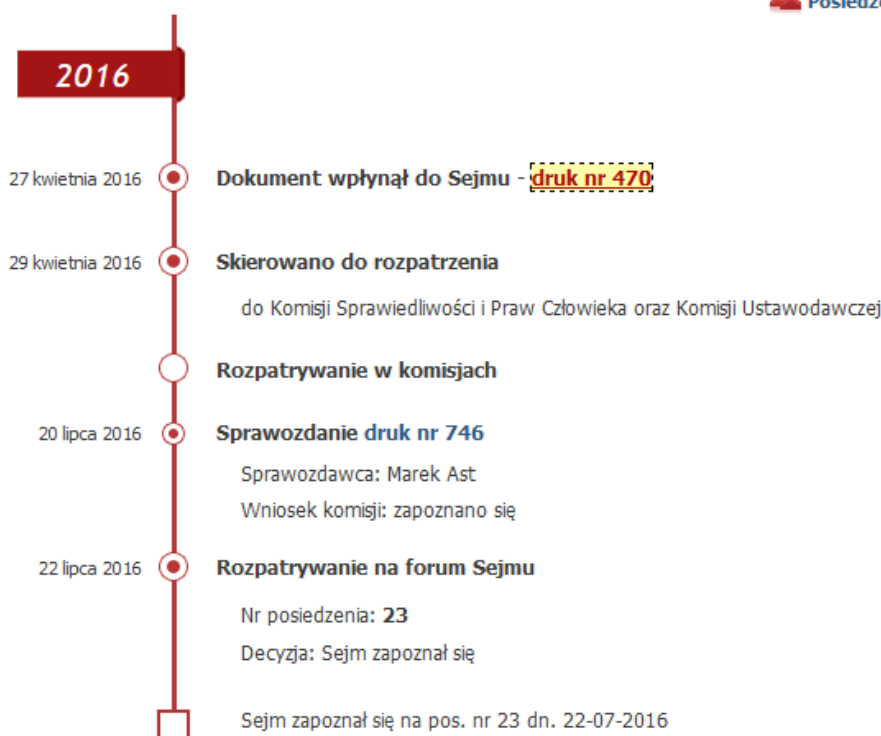 2016
27 kwietnia 2016 Dokument wpłynął do Sejmu - druk nr 470
29 kwietnia 2016 Skierowano do rozpatrzenia
do Komisji Sprawiedliwości i Praw Człowieka oraz Komisji Ustawodawczej
Rozpatrywanie w komisjach
20 lipca 2016 Sprawozdanie druk nr 746
Sprawozdawca: Marek Ast
Wniosek komisji: zapoznano się
22 lipca 2016 Rozpatrywanie na forum Sejmu
Nr posiedzenia: 23
Decyzja: Sejm zapoznał się
Sejm zapoznał się na pos. nr 23 dn. 22-07-2016